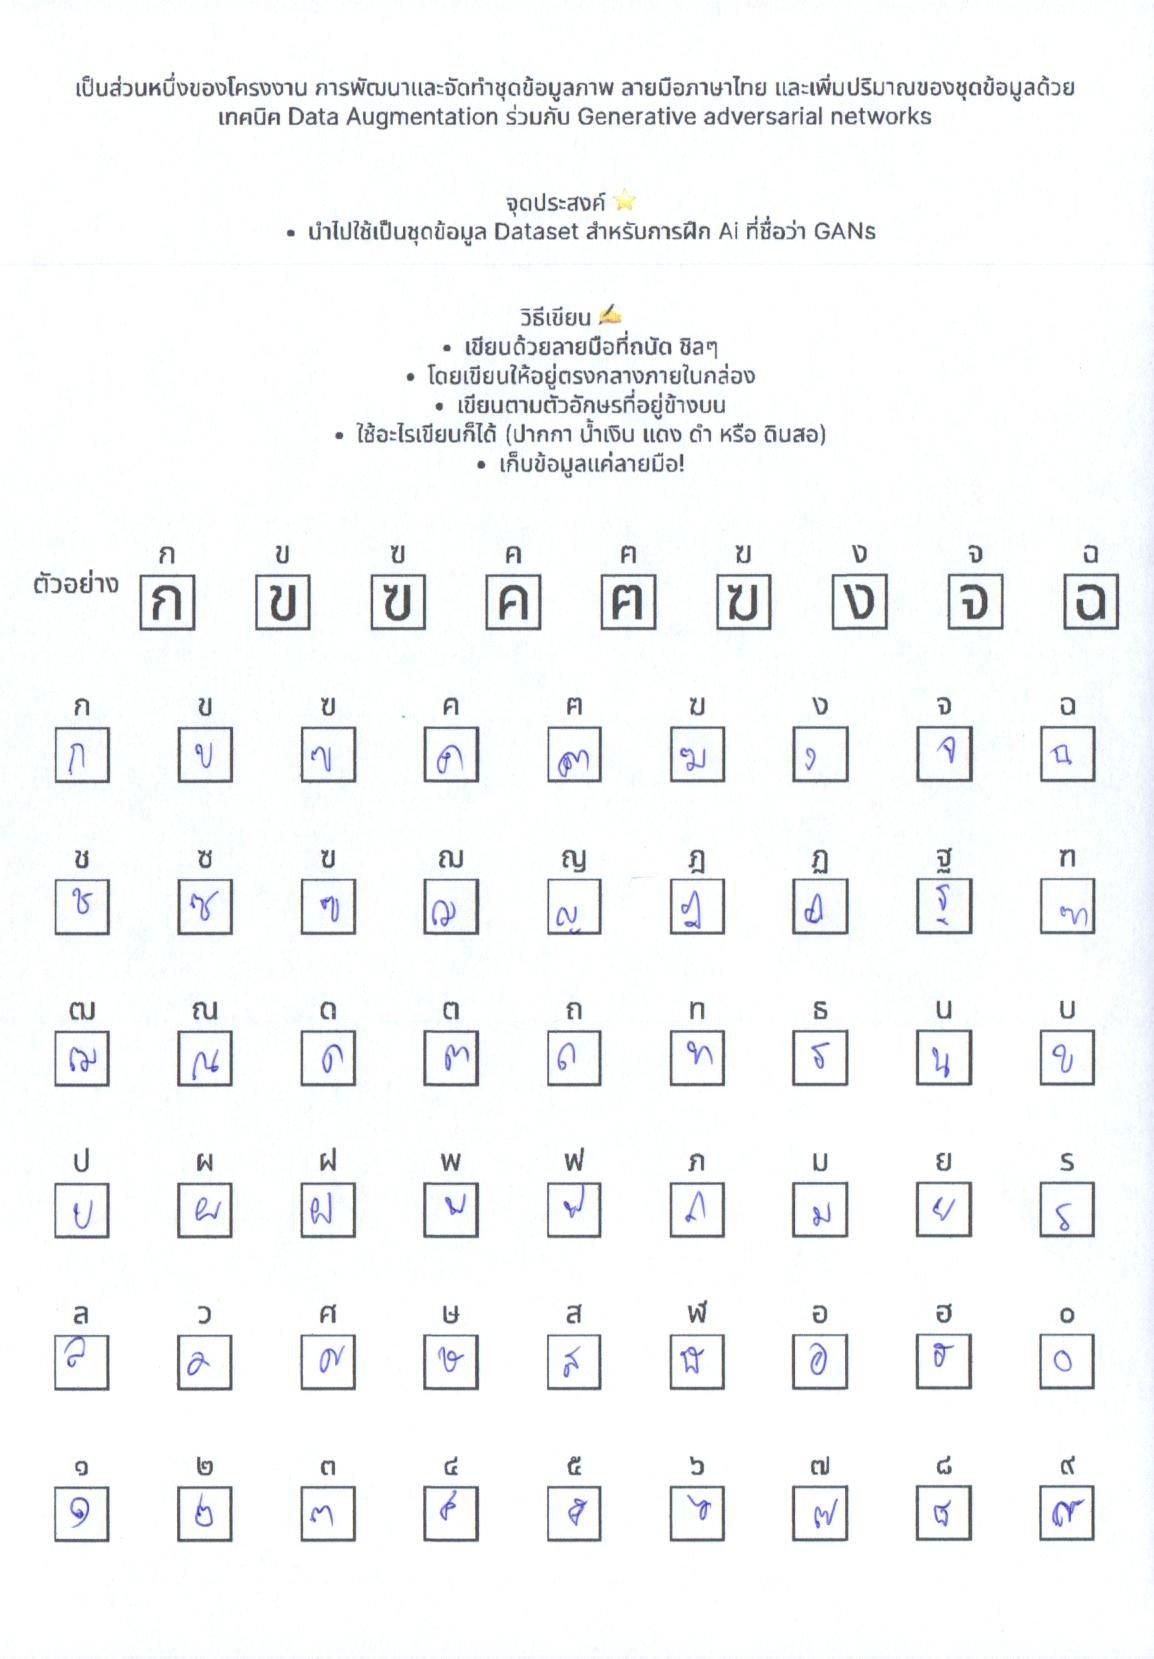 เป็นส่วนหนึ่งของโครงงาน การพัฒนาและจัดทำชุดข้อมูลภาพ ลายมือภาษาไทย และเพิ่มปริมาณของชุดข้อมูลด้วย
เทคนิค Data Augmentation ร่วมกับ Generative adversarial networks
จุดประสงค์ ⭐
• นำไปใช้เป็นชุดข้อมูล Dataset สำหรับการฝึก Ai ที่ชื่อว่า GANs
วิธีเขียน ✍
• เขียนด้วยลายมือที่ถนัด ชิลๆ
• โดยเขียนให้อยู่ตรงกลางภายในกล่อง
• เขียนตามตัวอักษรที่อยู่ข้างบน
• ใช้อะไรเขียนก็ได้ (ปากกา น้ำเงิน แดง ดำ หรือ ดินสอ)
• เก็บข้อมูลแค่ลายมือ!
ก ข ฃ ค ฅ ฆ ง จ ฉ
ตัวอย่าง ก ข ฃ ค ฅ ฆ ง จ ฉ
ก ข ฃ ค ฅ ฆ ง จ ฉ
ก ข ฃ ค ฅ ฆ ง จ ฉ
ช ซ ฃ ฌ ญ ฎ ฏ ฐ ฑ
ช ซ ฃ ฌ ญ ฎ ฏ ฐ ฑ
ฒ ณ ด ต ถ ท ธ น บ
ฒ ณ ด ต ถ ท ธ น บ
ป ผ ฝ พ ฟ ภ ม ย ร
ป ผ ฝ พ ฟ ภ ม ย ร
ล ว ศ ษ ส ฬ อ ฮ ๐
ล ว ศ ษ ส ฬ อ ฮ ๐
๑ ๒ ๓ ๔ ๕ ๖ ๗ ๘ ๙
๑ ๒ ๓ ๔ ๕ ๖ ๗ ๘ ๙